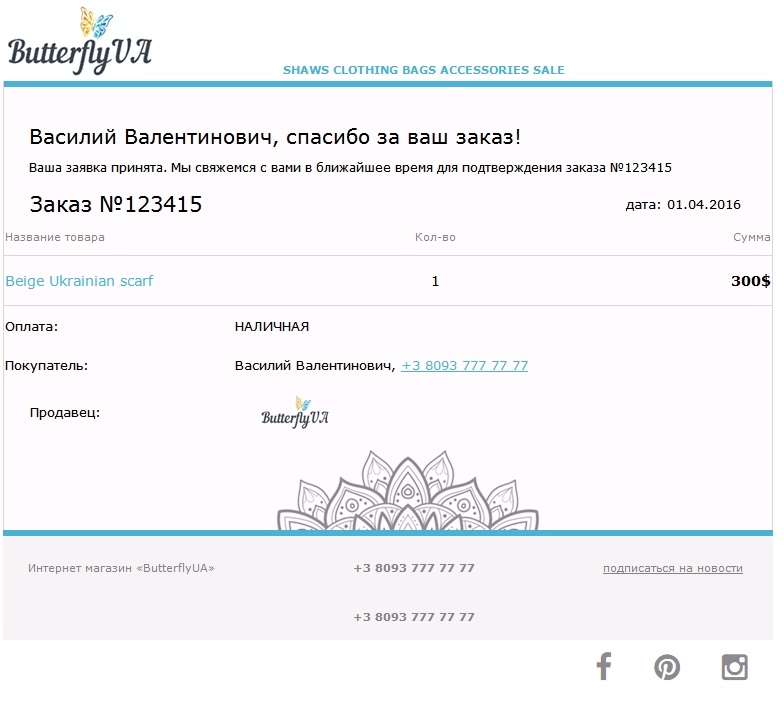 ButterflyUA
SHAWS CLOTHING BAGS ACCESSORIES SALE
Василий Валентинович, спасибо за ваш заказ!
Ваша заявка принята. Мы свяжемся с вами в ближайшее время для подтверждения заказа №123415
Заказ №123415 дата: 01.04.2016
Название товара Кол-во Сумма
Beige Ukrainian scarf 1 300$
Оплата: НАЛИЧНАЯ
Покупатель: Василий Валентинович, +3 8093 777 77 77
Продавец: ButterflyUA
Интернет магазин «ButterflyUA» +3 8093 777 77 77 подписаться на новости
+3 8093 777 77 77